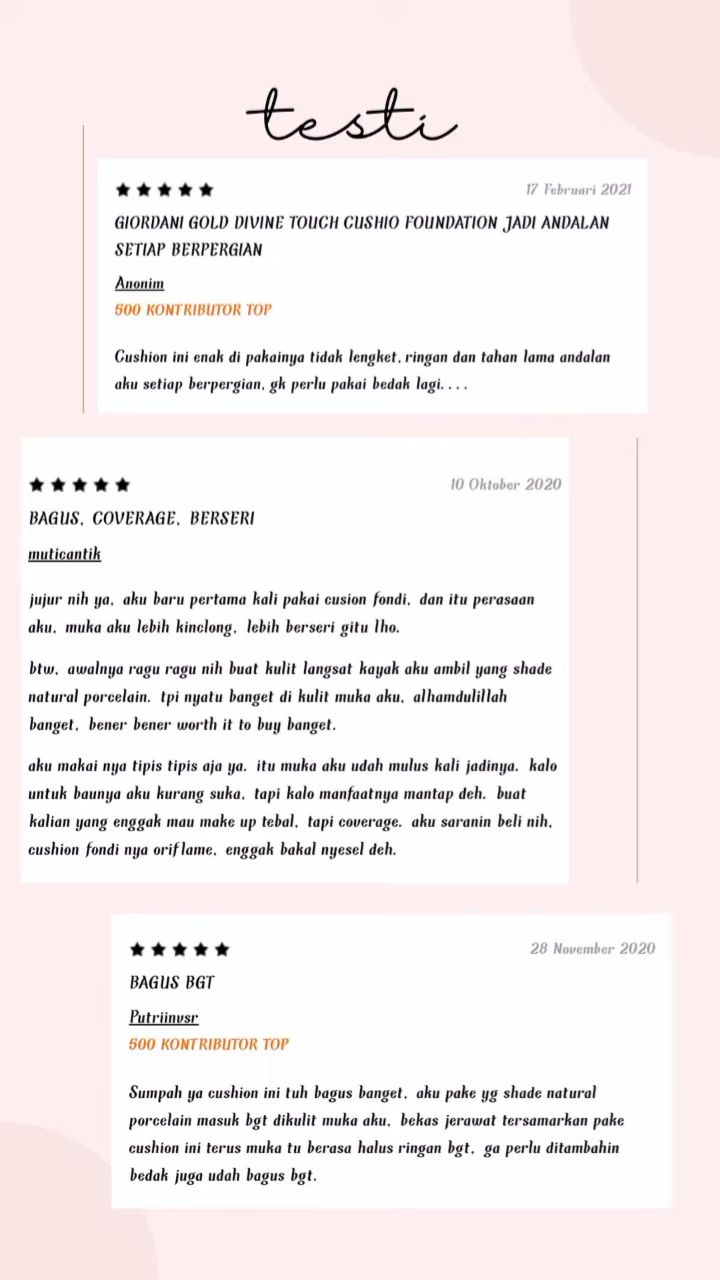 testi
17 Februari 2021
GIORDANI GOLD DIVINE TOUCH CUSHIO FOUNDATION JADI ANDALAN
SETIAP BERPERGIAN
Anonim
500 KONTRIBUTOR TOP
Cushion ini enak di pakainya tidak lengket, ringan dan tahan lama andalan
aku setiap berpergian, gk perlu pakai bedak lagi....
10 Oktober 2020
BAGUS, COVERAGE, BERSERI
muticantik
jujur nih ya, aku baru pertama kali pakai cusion fondi, dan itu perasaan
aku, muka aku lebih kinclong, lebih berseri gitu lho.
btw, awalnya ragu ragu nih buat kulit langsat kayak aku ambil yang shade
natural porcelain. tpi nyatu banget di kulit muka aku, alhamdulillah
banget, bener bener worth it to buy banget.
aku makai nya tipis tipis aja ya. itu muka aku udah mulus kali jadinya. kalo
untuk baunya aku kurang suka, tapi kalo manfaatnya mantap deh. buat
kalian yang enggak mau make up tebal, tapi coverage. aku saranin beli nih,
cushion fondi nya oriflame, enggak bakal nyesel deh.
28 November 2020
BAGUS BGT
Putriinvsr
500 KONTRIBUTOR TOP
Sumpah ya cushion ini tuh bagus banget, aku pake yg shade natural
porcelain masuk bgt dikulit muka aku, bekas jerawat tersamarkan pake
cushion ini terus muka tu berasa halus ringan bgt, ga perlu ditambahin
bedak juga udah bagus bgt.